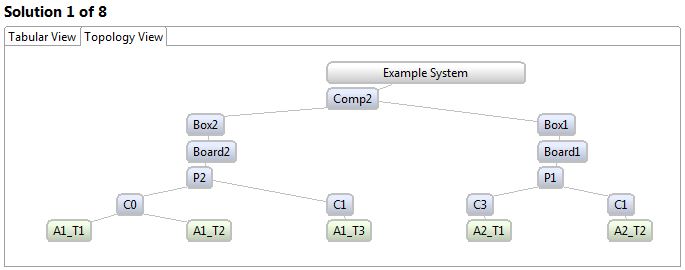 Solution 1 of 8
Tabular View Topology View
Example System
Comp2
Box2 Box1
Board2 Board1
P2 P1
C0 C1 C3 C1
A1_T1 A1_T2 A1_T3 A2_T1 A2_T2